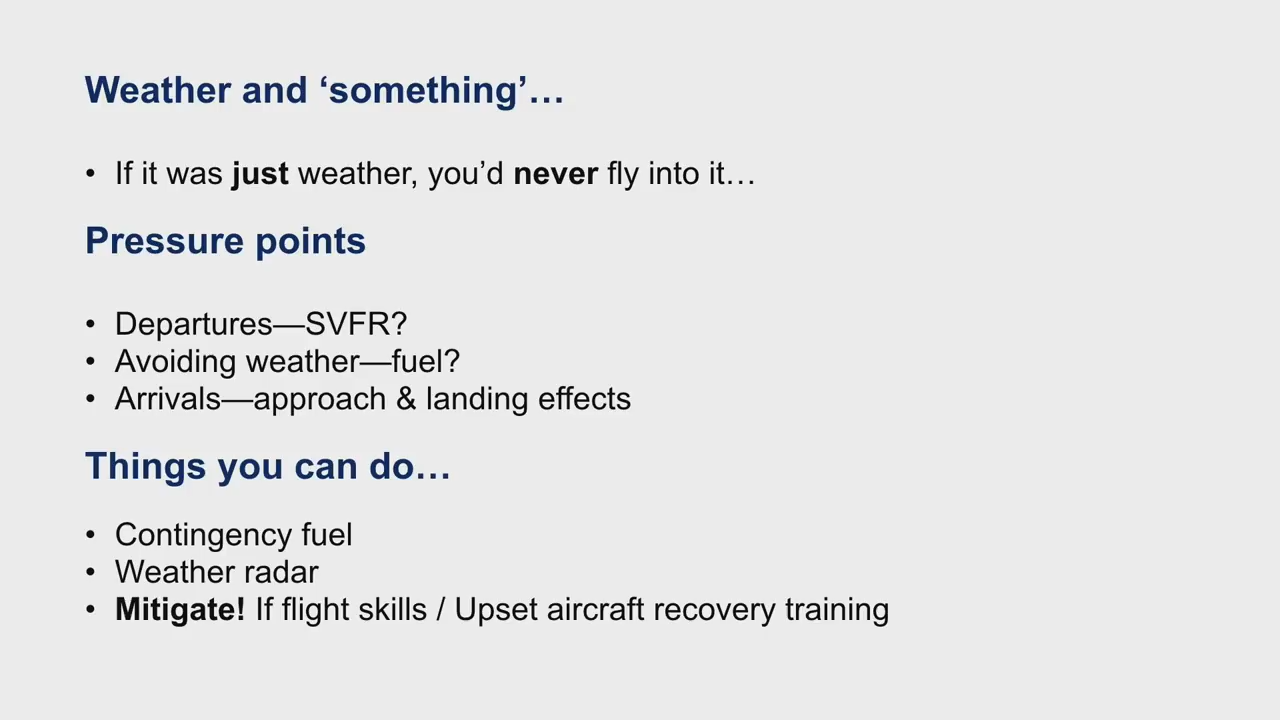 Weather and ‘something’…
• If it was just weather, you’d never fly into it…
Pressure points
• Departures—SVFR?
• Avoiding weather—fuel?
• Arrivals—approach & landing effects
Things you can do…
• Contingency fuel
• Weather radar
• Mitigate! If flight skills / Upset aircraft recovery training